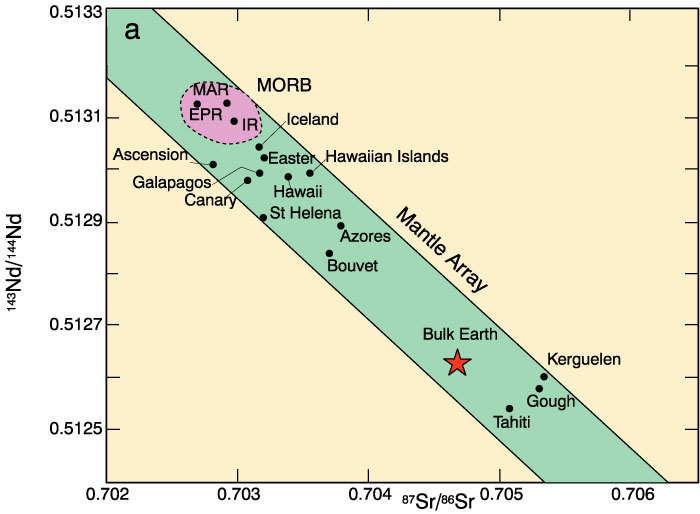 a
0.5133
0.5131
0.5129
0.5127
0.5125
143Nd/144Nd
MAR
MORB
EPR
IR
Iceland
Ascension
Easter
Hawaiian Islands
Galapagos
Hawaii
Canary
St Helena
Azores
Mantle Array
Bouvet
Bulk Earth
Kerguelen
Gough
Tahiti
0.702
0.703
0.704
87Sr/86Sr
0.705
0.706